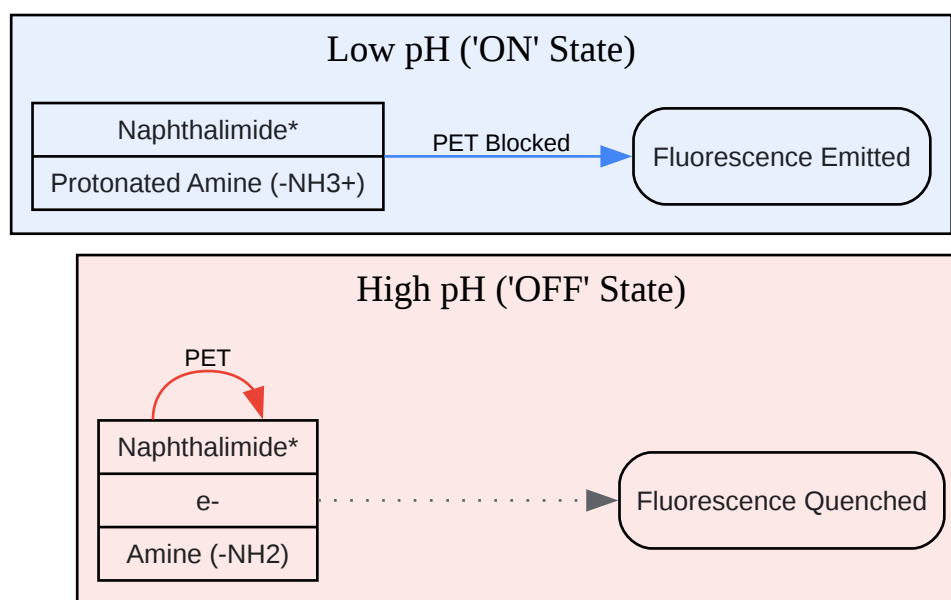 Low pH ('ON' State)
Naphthalimide*
PET Blocked
Fluorescence Emitted
Protonated Amine (-NH3+)
High pH ('OFF' State)
PET
Naphthalimide*
e-
Fluorescence Quenched
Amine (-NH2)